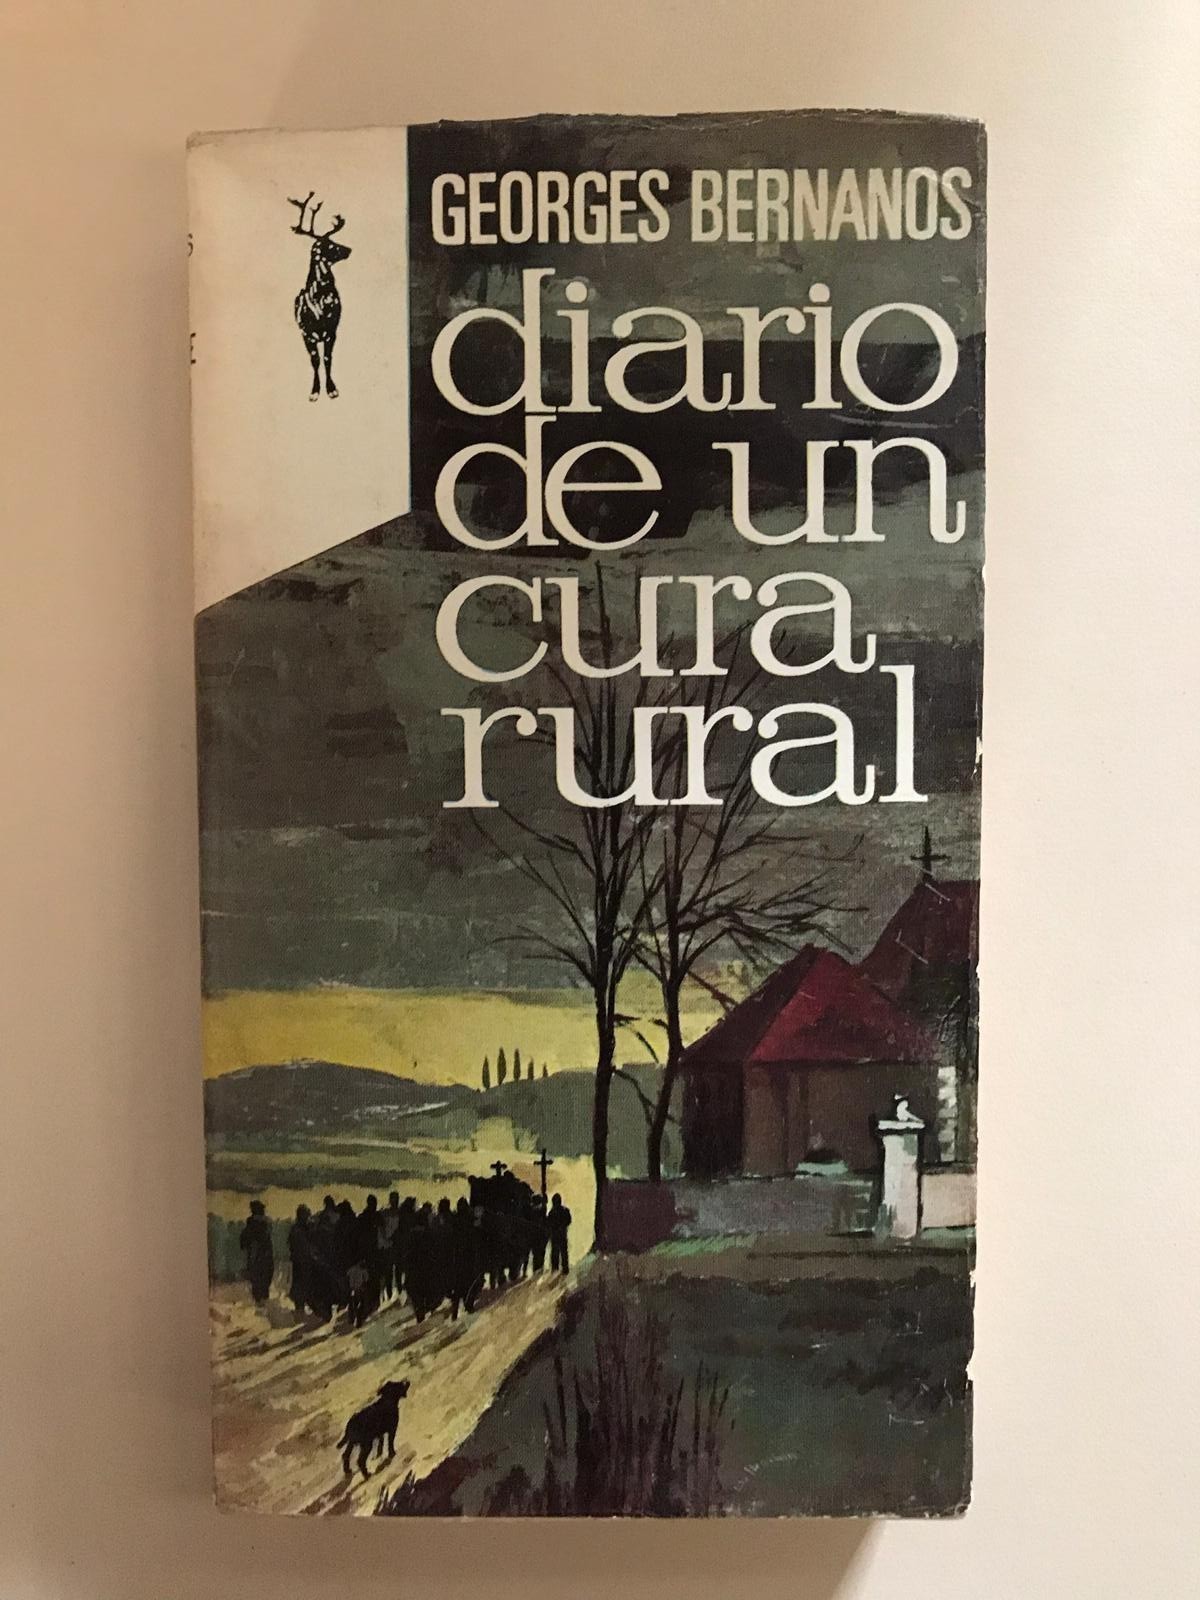 GEORGES BERNANOS
diario
de un
cura
rural
S
E